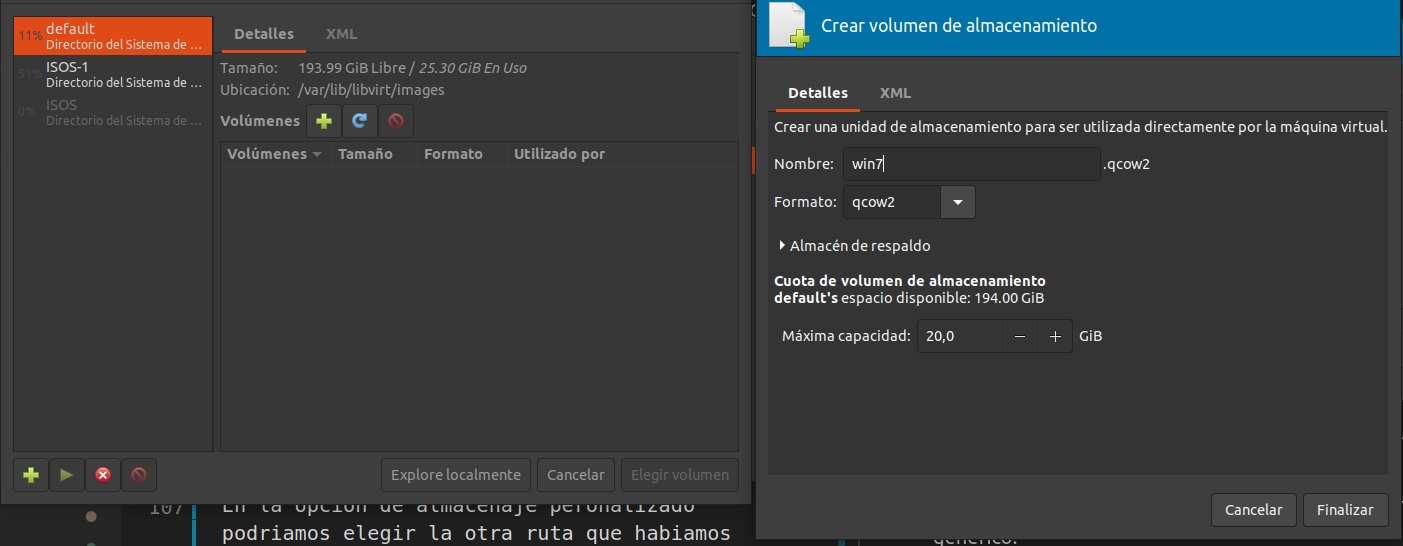 11% default
Directorio del Sistema de ...
51% ISOS-1
Directorio del Sistema de ...
0% ISOS
Directorio del Sistema de ...
Detalles XML
Tamaño: 193.99 GiB Libre / 25.30 GiB En Uso
Ubicación: /var/lib/libvirt/images
Volúmenes
Volúmenes Tamaño Formato Utilizado por
Explore localmente Cancelar Elegir volumen
107 En la opcion de almacenaje peronalizado
podriamos elegir la otra ruta que habiamos
Crear volumen de almacenamiento
Detalles XML
Crear una unidad de almacenamiento para ser utilizada directamente por la máquina virtual.
Nombre: win7 .qcow2
Formato: qcow2
Almacén de respaldo
Cuota de volumen de almacenamiento
default's espacio disponible: 194.00 GiB
Máxima capacidad: 20,0 GiB
Cancelar Finalizar
generico.